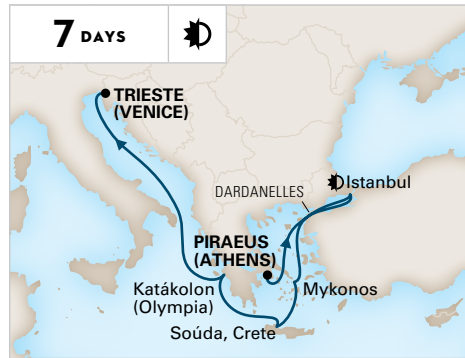 7 DAYS
TRIESTE
(VENICE)
DARDANELLES
Istanbul
PIRAEUS
(ATHENS)
Katákolon
(Olympia)
Mykonos
Soúda, Crete